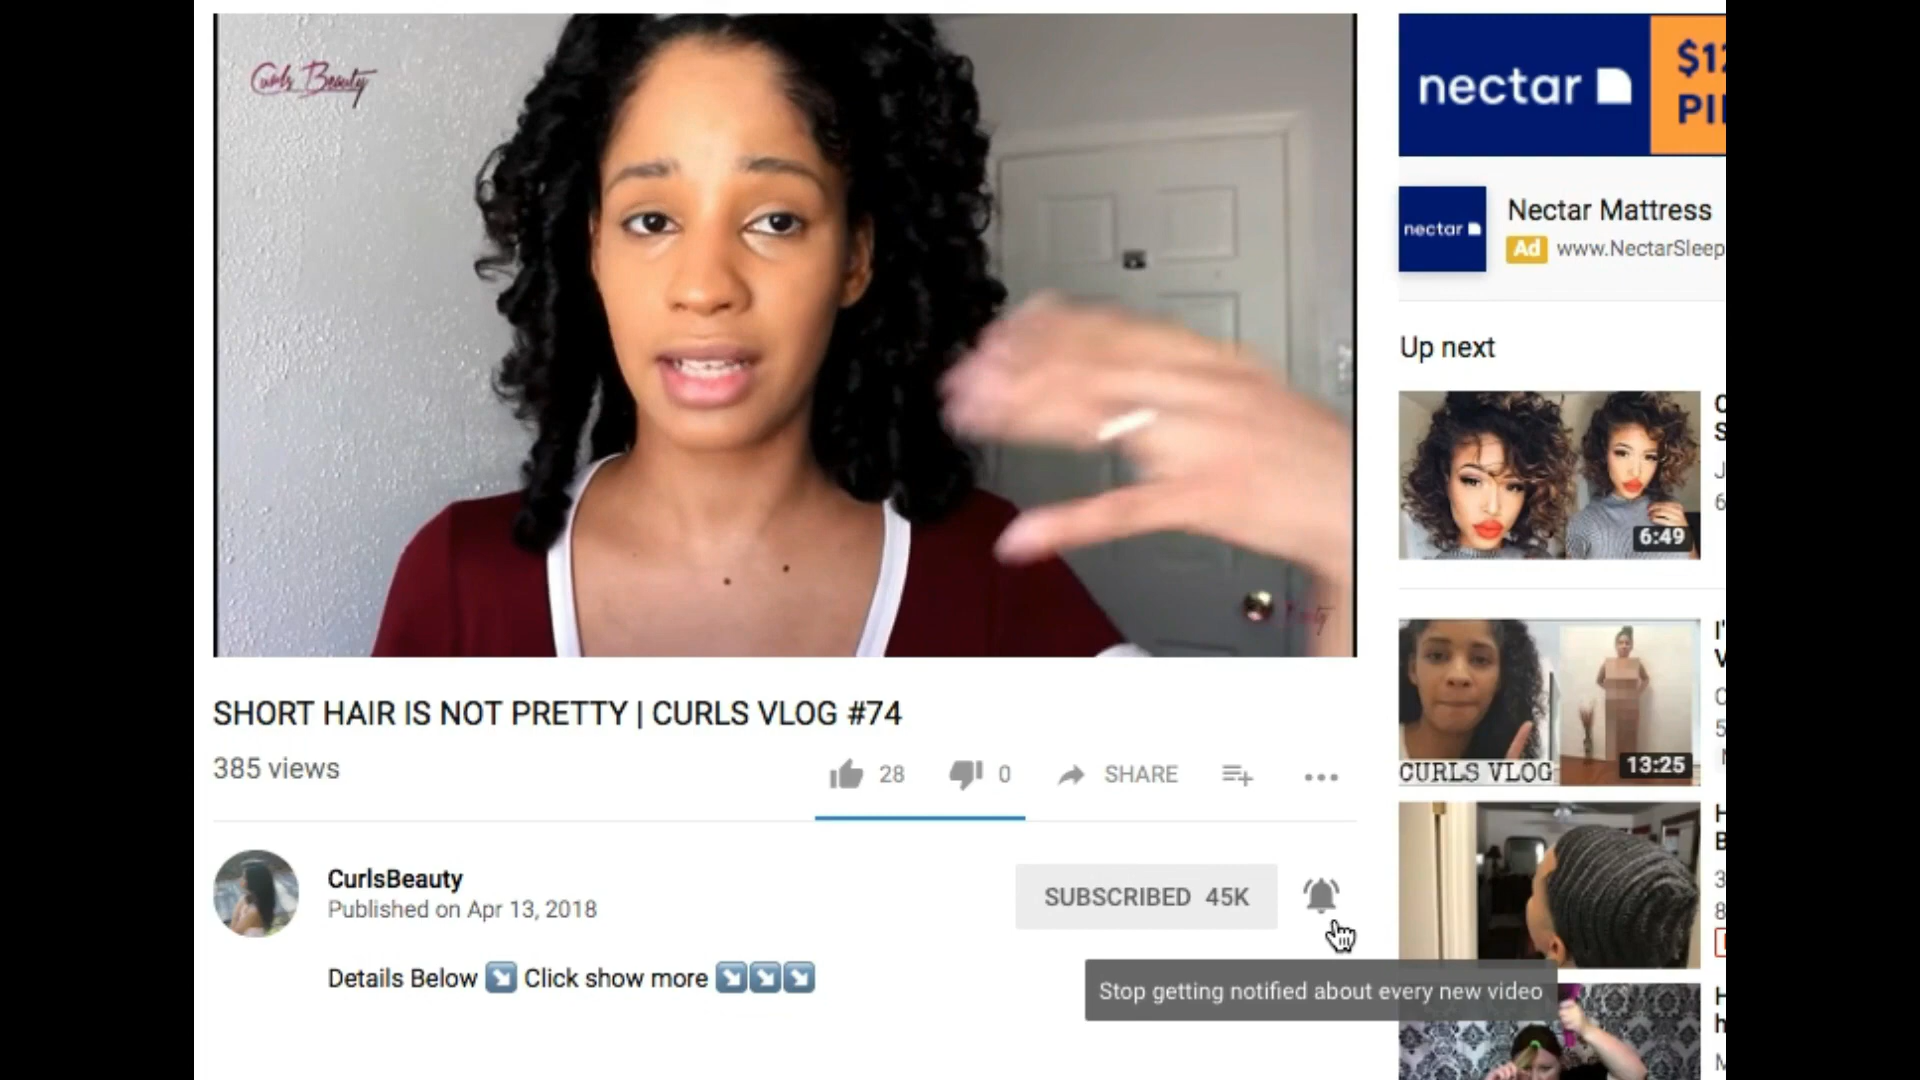 Curls Beauty
nectar
nectar
Nectar Mattress
Ad www.NectarSleep
Up next
6:49
CURLS VLOG
13:25
SHORT HAIR IS NOT PRETTY | CURLS VLOG #74
385 views
28
0
SHARE
CurlsBeauty
Published on Apr 13, 2018
SUBSCRIBED 45K
Details Below ↘️ Click show more ↘️↘️↘️
Stop getting notified about every new video